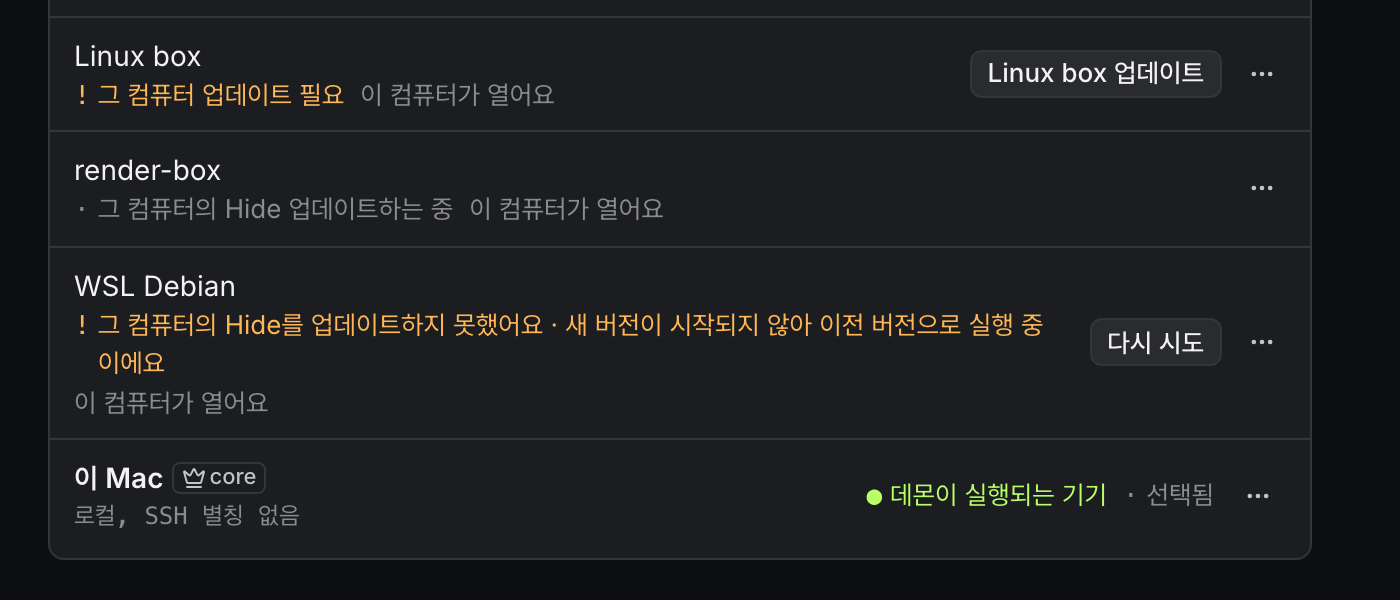 Linux box
! 그 컴퓨터 업데이트 필요 이 컴퓨터가 열어요
Linux box 업데이트
render-box
· 그 컴퓨터의 Hide 업데이트하는 중 이 컴퓨터가 열어요
WSL Debian
! 그 컴퓨터의 Hide를 업데이트하지 못했어요 · 새 버전이 시작되지 않아 이전 버전으로 실행 중
이에요
이 컴퓨터가 열어요
다시 시도
이 Mac core
로컬, SSH 별칭 없음
데몬이 실행되는 기기 · 선택됨